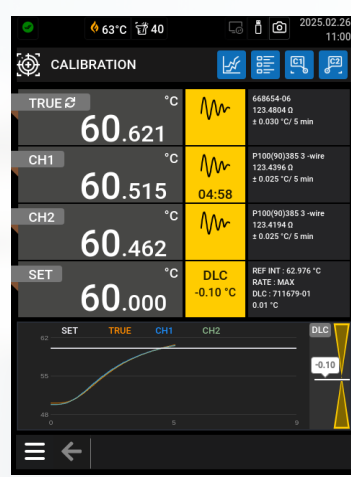 63°C 40
2025.02.26
11:00
CALIBRATION
C1
C2
TRUE °C
60.621
668654-06
123.4804 Ω
± 0.030 °C/ 5 min
CH1 °C
60.515
04:58
P100(90)385 3 -wire
123.4396 Ω
± 0.025 °C/ 5 min
CH2 °C
60.462
P100(90)385 3 -wire
123.4194 Ω
± 0.025 °C/ 5 min
SET °C
60.000
DLC
-0.10 °C
REF INT : 62.976 °C
RATE : MAX
DLC : 711679-01
0.01 °C
SET TRUE CH1 CH2
DLC
62
55
48
0 5 9
-0.10